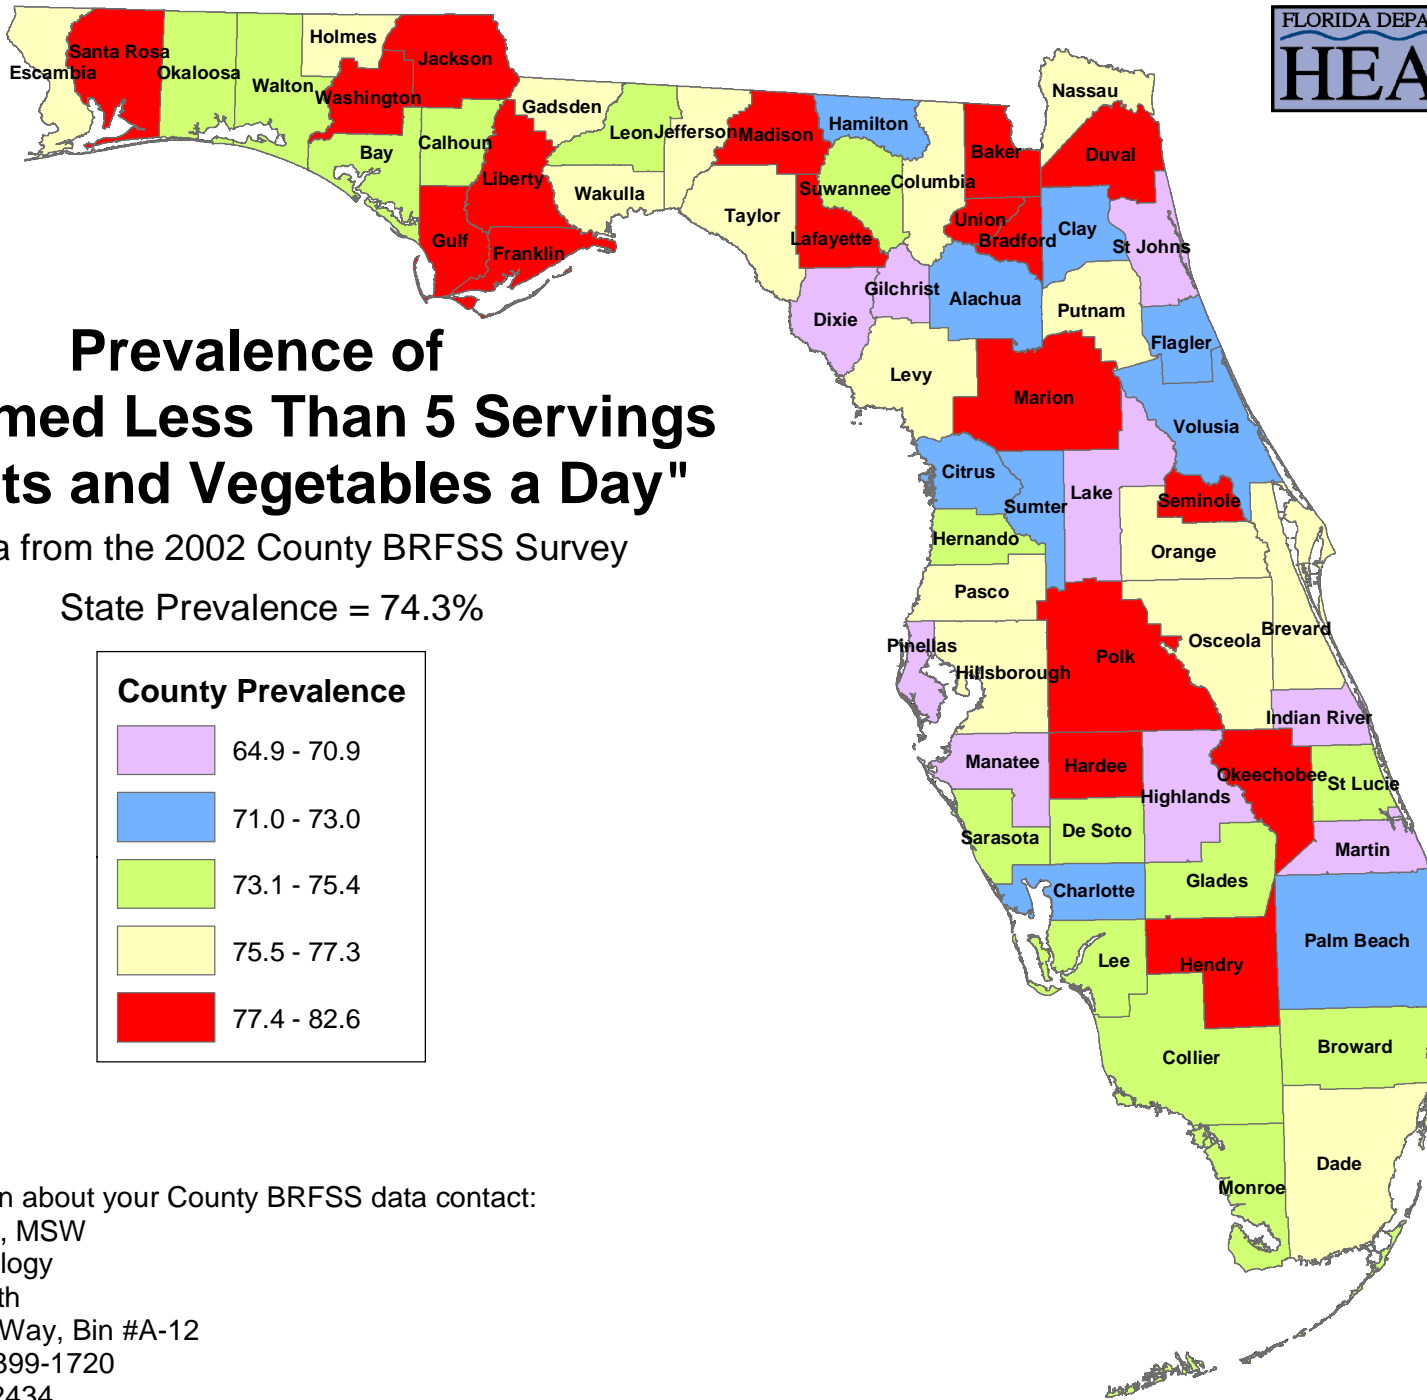 FLORIDA DEPA
HEA
Prevalence of
med Less Than 5 Servings
ts and Vegetables a Day"
a from the 2002 County BRFSS Survey
State Prevalence = 74.3%
County Prevalence
64.9 - 70.9
71.0 - 73.0
73.1 - 75.4
75.5 - 77.3
77.4 - 82.6
Escambia
Santa Rosa
Okaloosa
Walton
Holmes
Washington
Jackson
Bay
Calhoun
Gulf
Liberty
Franklin
Gadsden
Leon
Wakulla
Jefferson
Madison
Taylor
Hamilton
Suwannee
Lafayette
Columbia
Dixie
Gilchrist
Baker
Union
Bradford
Nassau
Duval
Clay
St Johns
Alachua
Putnam
Flagler
Levy
Marion
Volusia
Citrus
Sumter
Lake
Seminole
Hernando
Orange
Pasco
Pinellas
Hillsborough
Polk
Osceola
Brevard
Indian River
Manatee
Hardee
Highlands
Okeechobee
St Lucie
Sarasota
De Soto
Martin
Charlotte
Glades
Lee
Hendry
Palm Beach
Collier
Broward
Monroe
Dade
n about your County BRFSS data contact:
, MSW
logy
th
Way, Bin #A-12
399-1720
2434